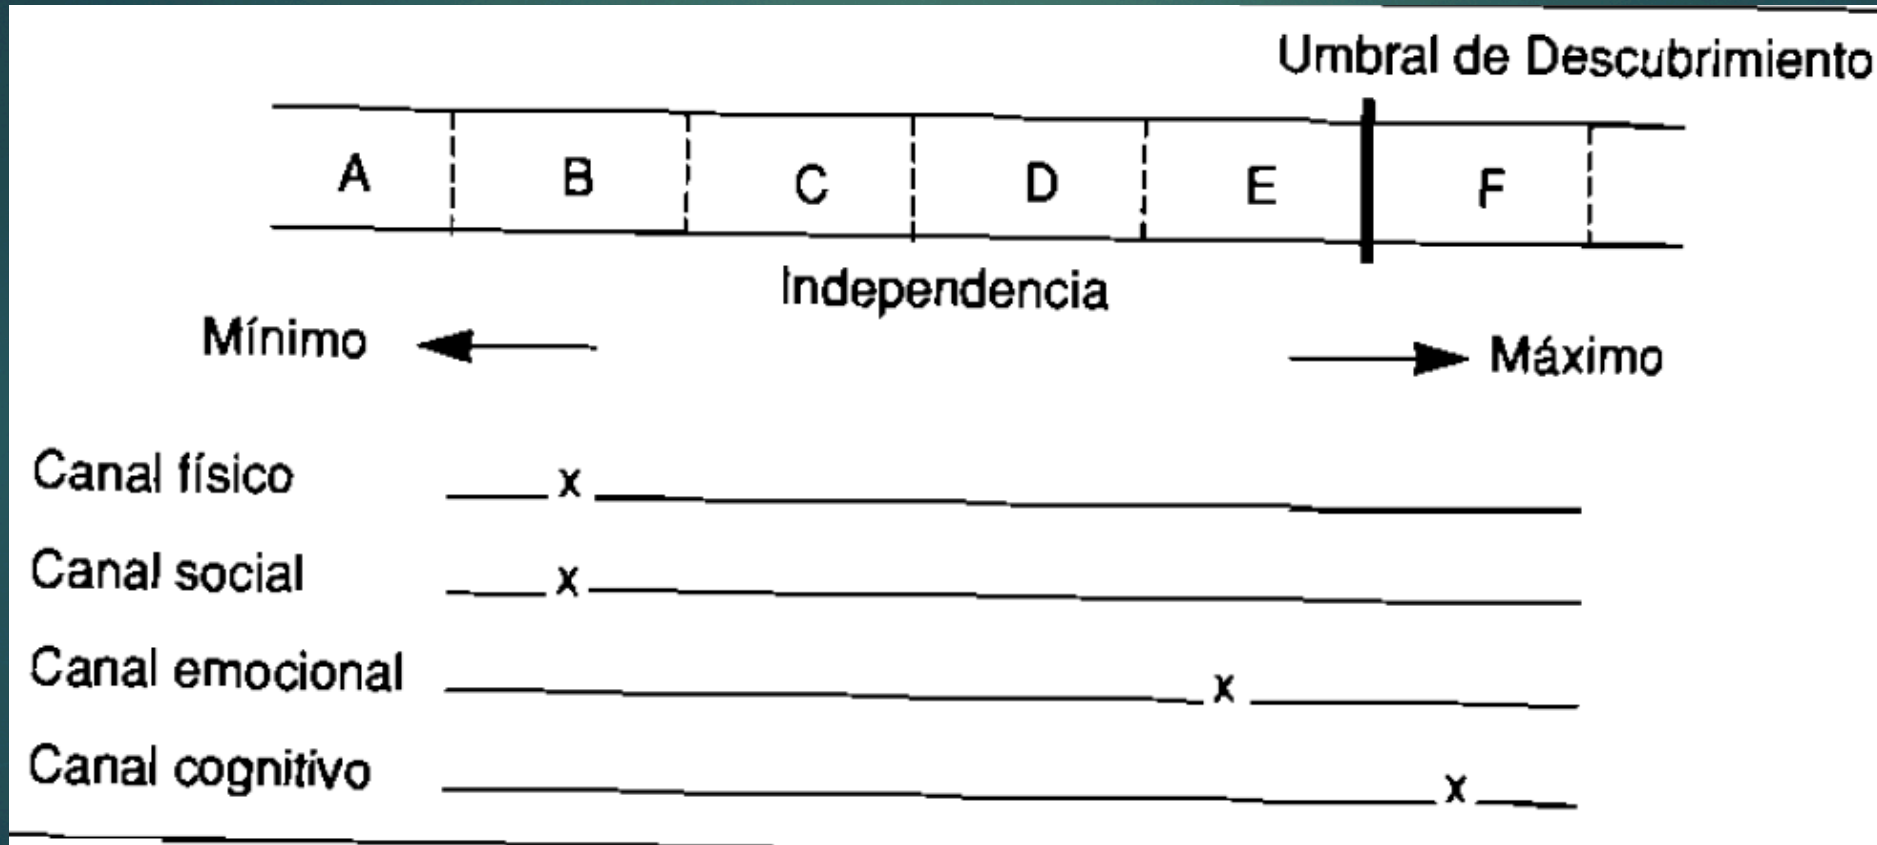 Umbral de Descubrimiento
A B C D E F
Independencia
Mínimo Máximo
Canal físico x
Canal social x
Canal emocional x
Canal cognitivo x